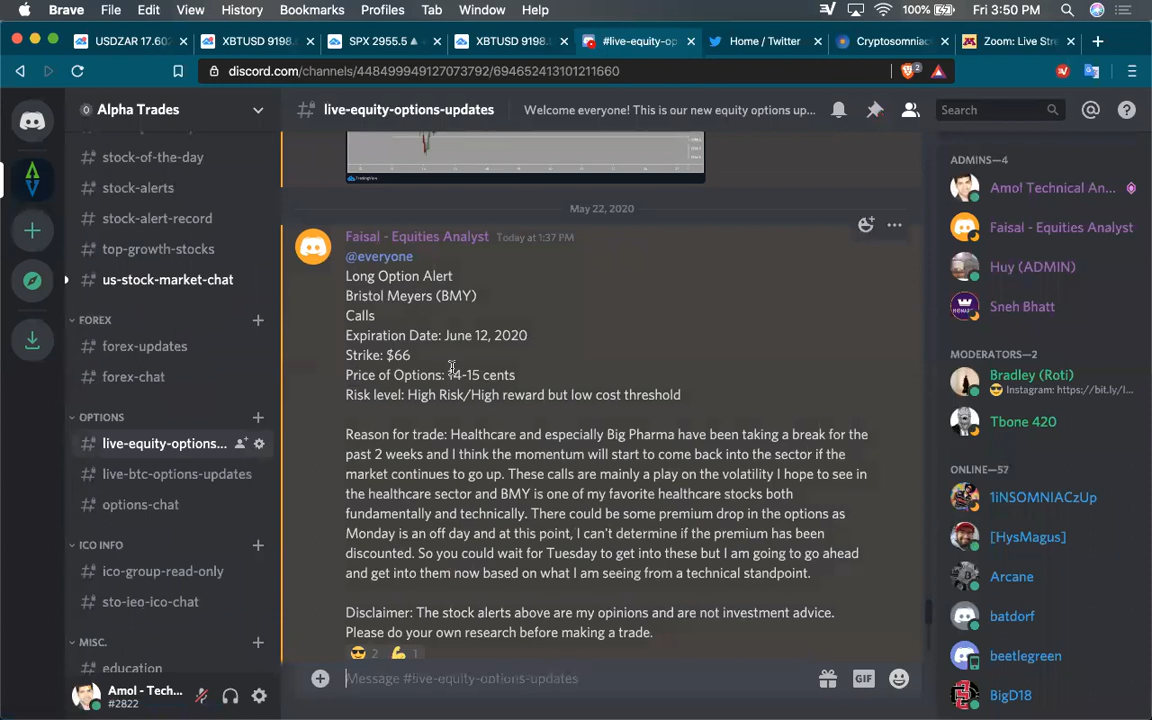 Brave File Edit View History Bookmarks Profiles Tab Window Help 100% Fri 3:50 PM
USDZAR 17.602 XBTUSD 9198. SPX 2955.5 XBTUSD 9198. #live-equity-op Home / Twitter Cryptosomniac Zoom: Live Stre
discord.com/channels/448499949127073792/694652413101211660 2
Alpha Trades
stock-of-the-day
stock-alerts
stock-alert-record
top-growth-stocks
us-stock-market-chat
FOREX
forex-updates
forex-chat
OPTIONS
live-equity-options...
live-btc-options-updates
options-chat
ICO INFO
ico-group-read-only
sto-ieo-ico-chat
MISC.
education
Amol - Tech...
#2822
live-equity-options-updates Welcome everyone! This is our new equity options up... Search
TradingView
May 22, 2020
Faisal - Equities Analyst Today at 1:37 PM
@everyone
Long Option Alert
Bristol Meyers (BMY)
Calls
Expiration Date: June 12, 2020
Strike: $66
Price of Options: 14-15 cents
Risk level: High Risk/High reward but low cost threshold
Reason for trade: Healthcare and especially Big Pharma have been taking a break for the
past 2 weeks and I think the momentum will start to come back into the sector if the
market continues to go up. These calls are mainly a play on the volatility I hope to see in
the healthcare sector and BMY is one of my favorite healthcare stocks both
fundamentally and technically. There could be some premium drop in the options as
Monday is an off day and at this point, I can't determine if the premium has been
discounted. So you could wait for Tuesday to get into these but I am going to go ahead
and get into them now based on what I am seeing from a technical standpoint.
Disclaimer: The stock alerts above are my opinions and are not investment advice.
Please do your own research before making a trade.
2 1
Message #live-equity-options-updates
GIF
ADMINS—4
Amol Technical An...
Faisal - Equities Analyst
Huy (ADMIN)
Sneh Bhatt
MODERATORS—2
Bradley (Roti)
Instagram: https://bit.ly/I
Tbone 420
ONLINE—57
1iNSOMNIACzUp
[HysMagus]
Arcane
batdorf
beetlegreen
BigD18